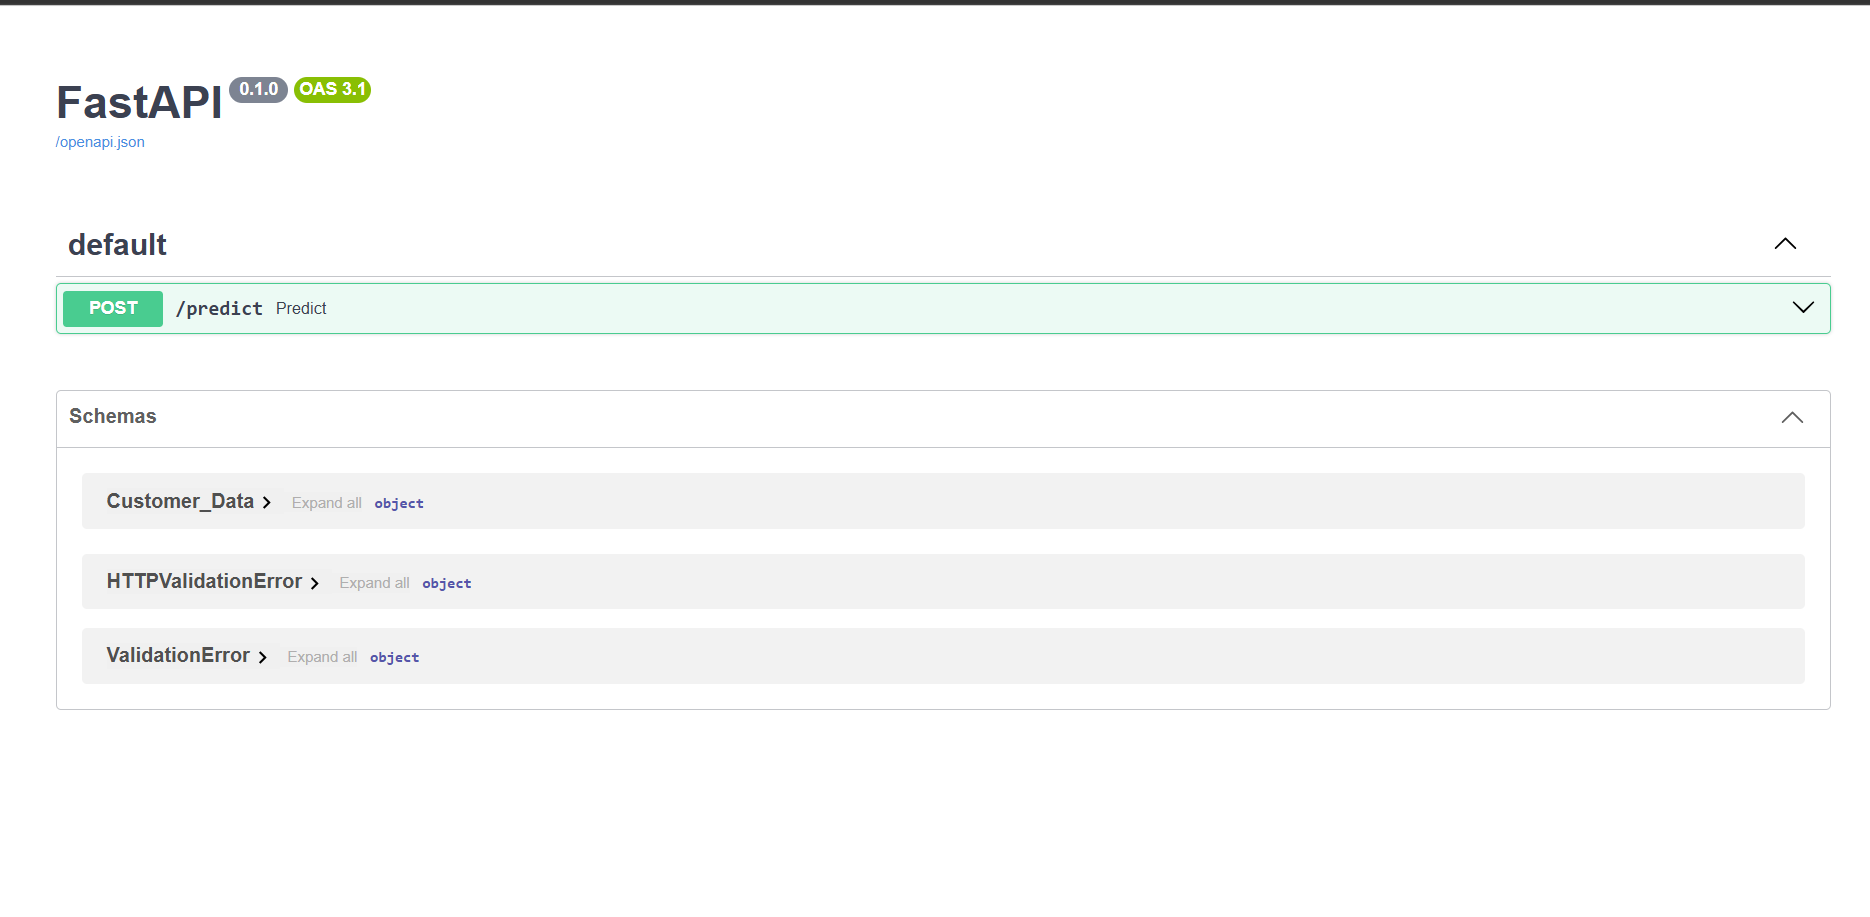 FastAPI 0.1.0 OAS 3.1
/openapi.json
default
POST /predict Predict
Schemas
Customer_Data Expand all object
HTTPValidationError Expand all object
ValidationError Expand all object